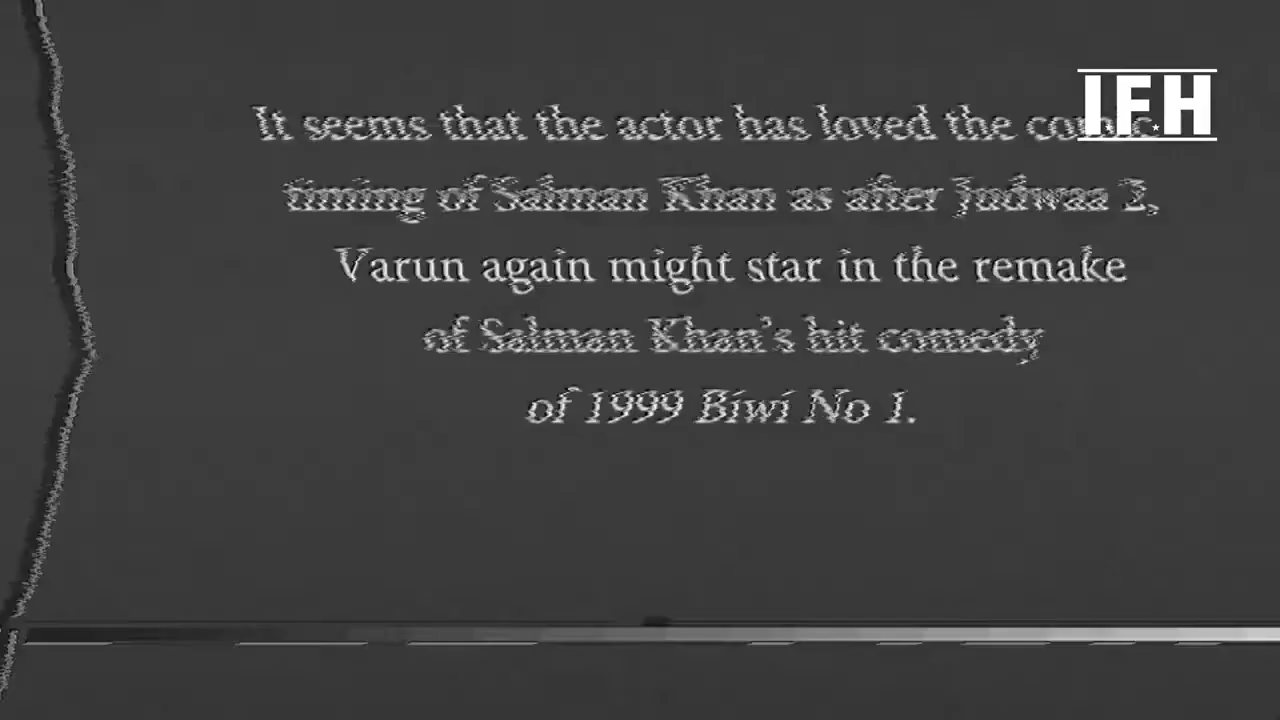 It seems that the actor has loved the comic
timing of Salman Khan as after Judwaa 2,
Varun again might star in the remake
of Salman Khan's hit comedy
of 1999 Biwi No 1.
I.F.H